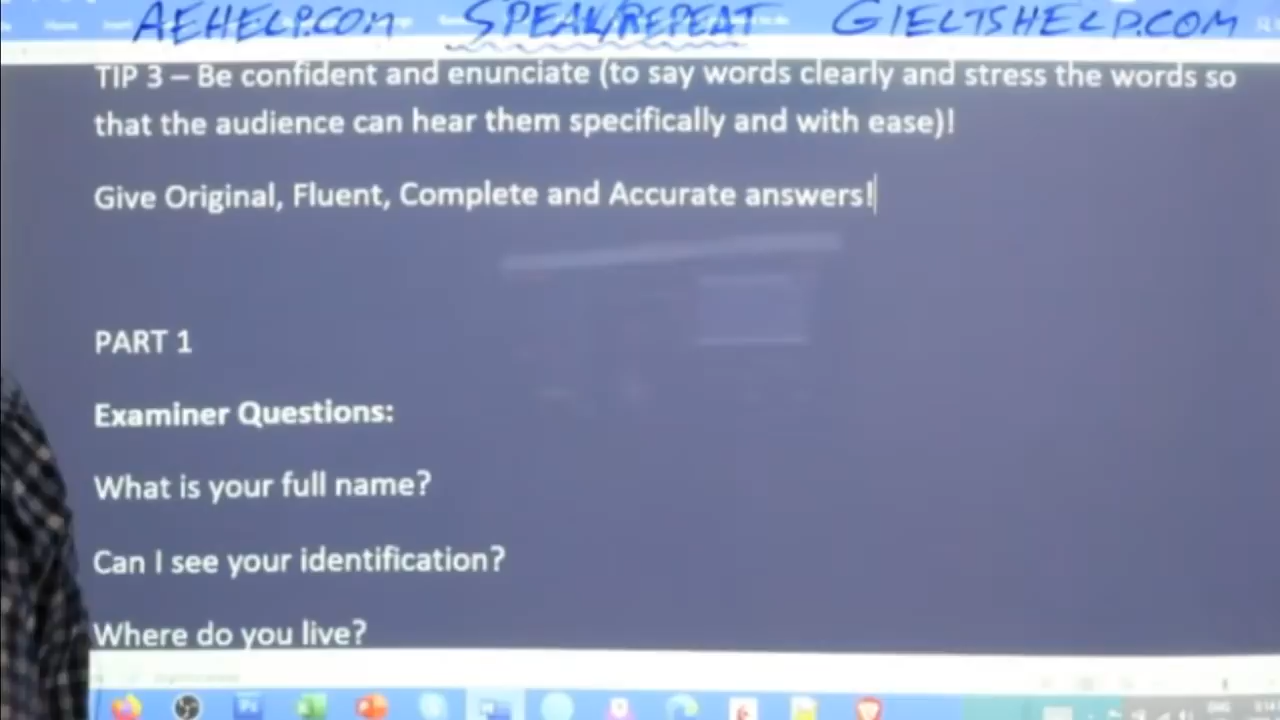 AEHELP.COM SPEAK/REPEAT GIELTSHELP.COM
TIP 3 – Be confident and enunciate (to say words clearly and stress the words so
that the audience can hear them specifically and with ease)!
Give Original, Fluent, Complete and Accurate answers!
PART 1
Examiner Questions:
What is your full name?
Can I see your identification?
Where do you live?